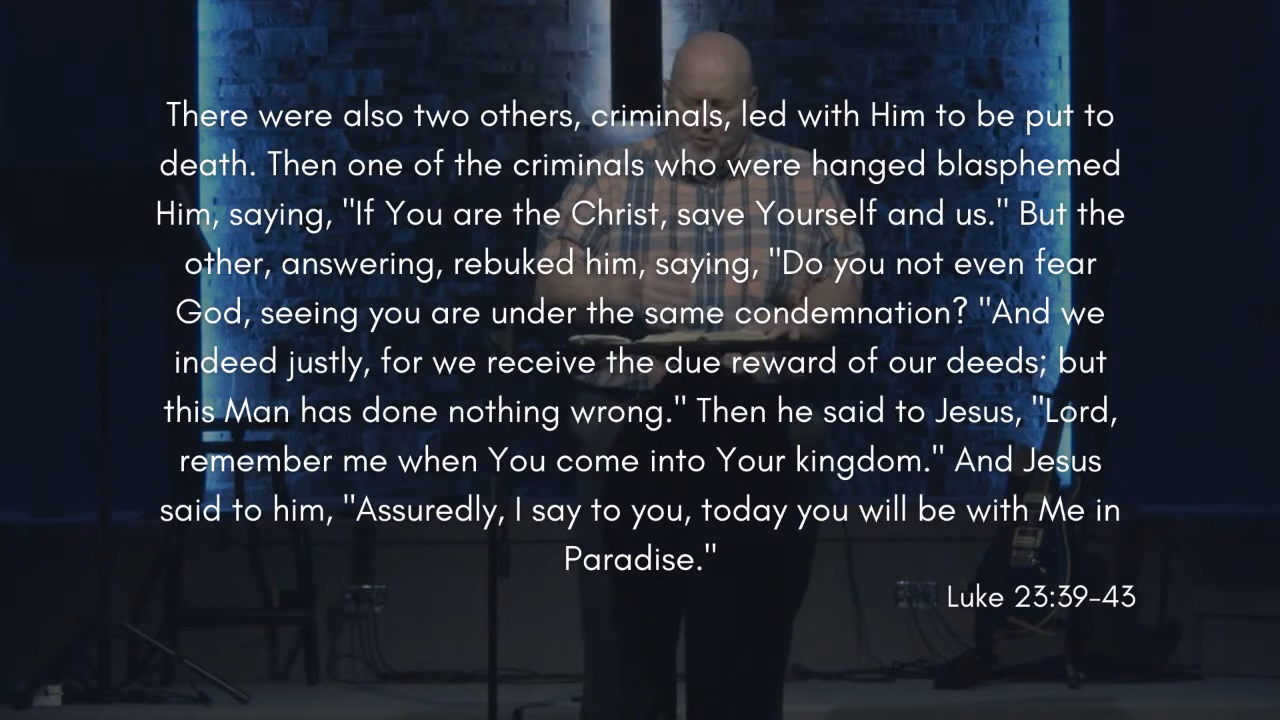 There were also two others, criminals, led with Him to be put to
death. Then one of the criminals who were hanged blasphemed
Him, saying, "If You are the Christ, save Yourself and us." But the
other, answering, rebuked him, saying, "Do you not even fear
God, seeing you are under the same condemnation? "And we
indeed justly, for we receive the due reward of our deeds; but
this Man has done nothing wrong." Then he said to Jesus, "Lord,
remember me when You come into Your kingdom." And Jesus
said to him, "Assuredly, I say to you, today you will be with Me in
Paradise."
Luke 23:39-43